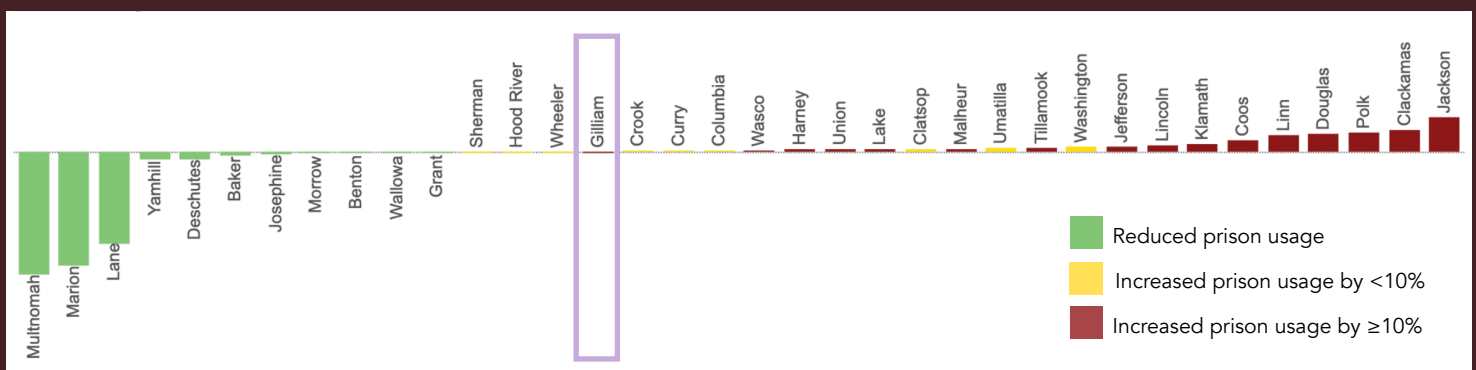 Multnomah
Marion
Lane
Yamhill
Deschutes
Baker
Josephine
Morrow
Benton
Wallowa
Grant
Sherman
Hood River
Wheeler
Gilliam
Crook
Curry
Columbia
Wasco
Harney
Union
Lake
Clatsop
Malheur
Umatilla
Tillamook
Washington
Jefferson
Lincoln
Klamath
Coos
Linn
Douglas
Polk
Clackamas
Jackson
Reduced prison usage
Increased prison usage by <10%
Increased prison usage by ≥10%